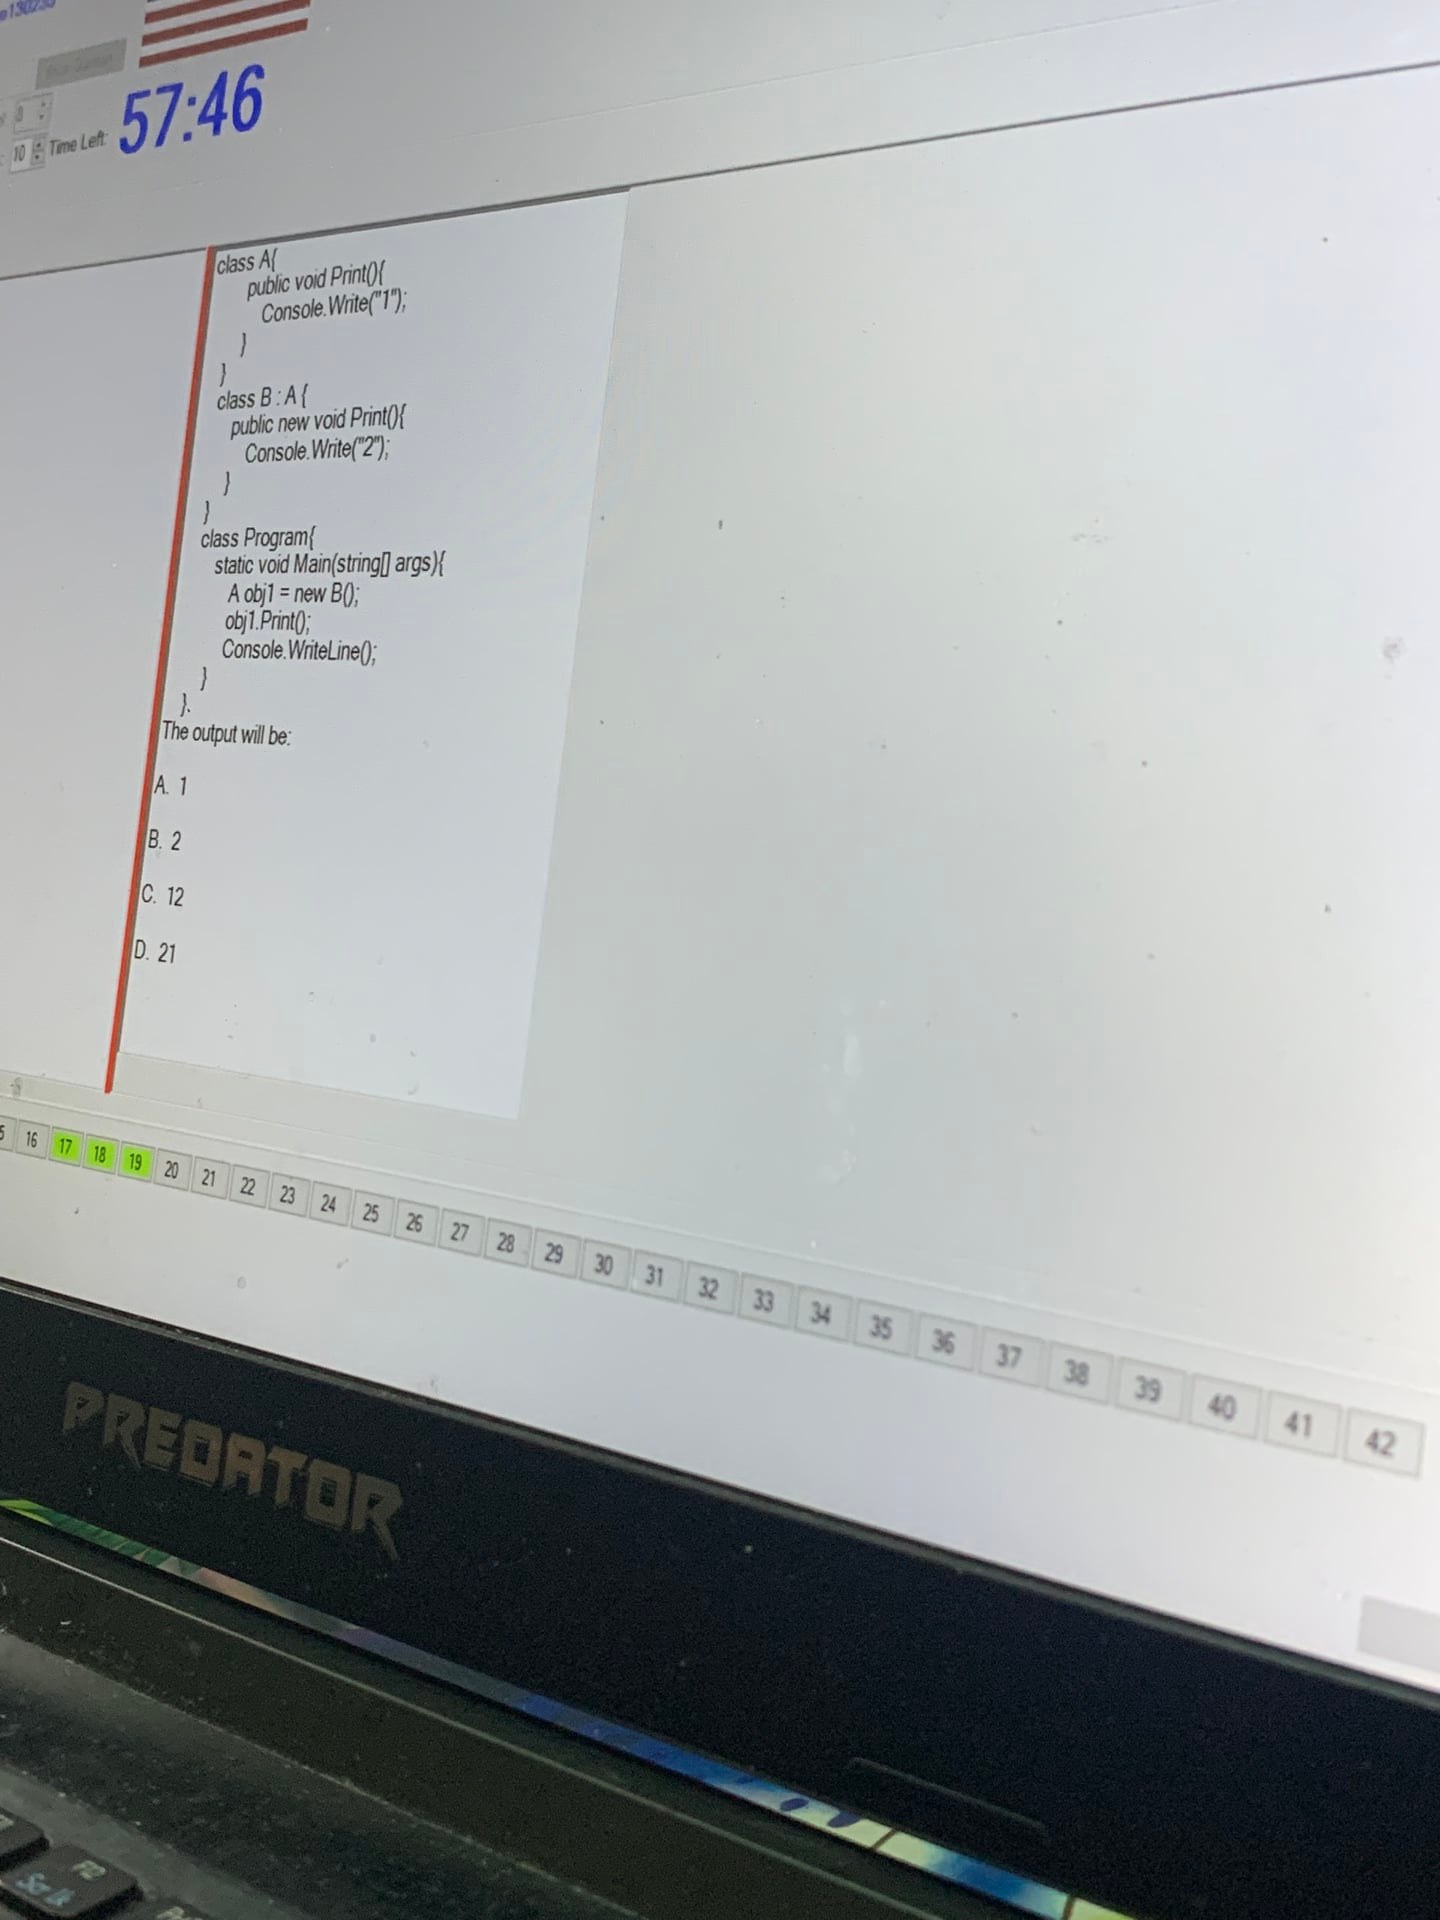 57:46
10 Time Left:
class A{
public void Print(){
Console.Write("1");
}
}
class B : A {
public new void Print(){
Console.Write("2");
}
}
class Program{
static void Main(string[] args){
A obj1 = new B();
obj1.Print();
Console.WriteLine();
}
}.
The output will be:
A. 1
B. 2
C. 12
D. 21
16 17 18 19 20 21 22 23 24 25 26 27 28 29 30 31 32 33 34 35 36 37 38 39 40 41 42
PREDATOR
Scr Lk